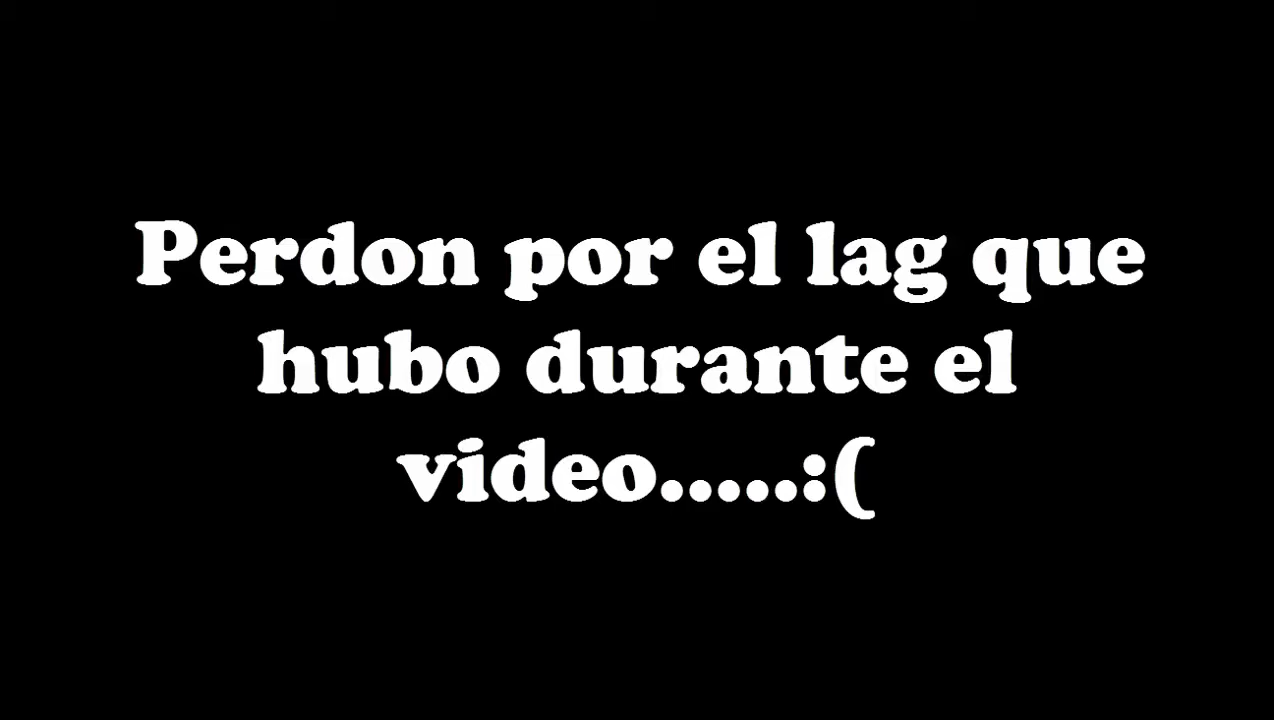 Perdon por el lag que
hubo durante el
video.....:(